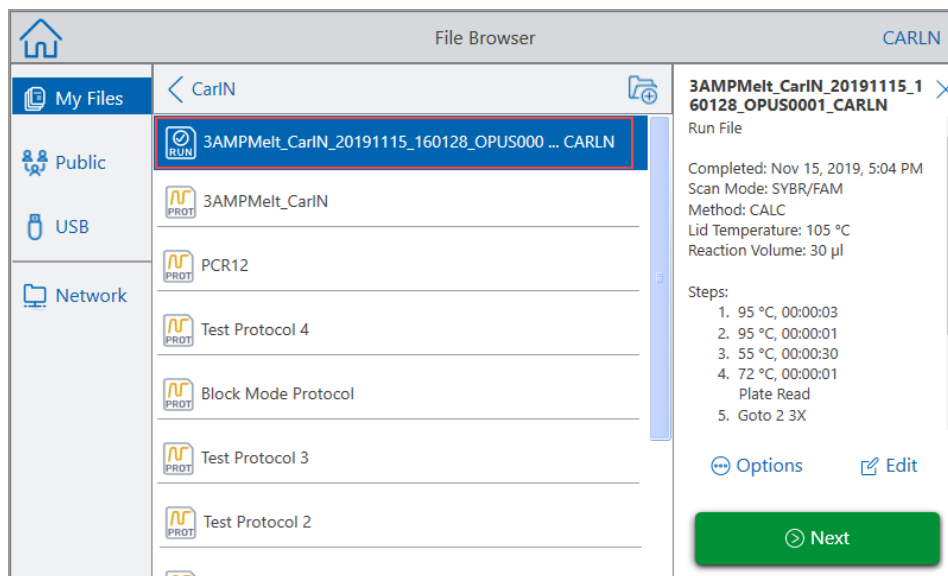 File Browser
CARLN
My Files
Public
USB
Network
CarIN
RUN
3AMPMelt_CarIN_20191115_160128_OPUS000 ... CARLN
PROT
3AMPMelt_CarIN
PROT
PCR12
PROT
Test Protocol 4
PROT
Block Mode Protocol
PROT
Test Protocol 3
PROT
Test Protocol 2
3AMPMelt_CarIN_20191115_1
60128_OPUS0001_CARLN
Run File
Completed: Nov 15, 2019, 5:04 PM
Scan Mode: SYBR/FAM
Method: CALC
Lid Temperature: 105 °C
Reaction Volume: 30 µl
Steps:
1. 95 °C, 00:00:03
2. 95 °C, 00:00:01
3. 55 °C, 00:00:30
4. 72 °C, 00:00:01
Plate Read
5. Goto 2 3X
Options
Edit
Next